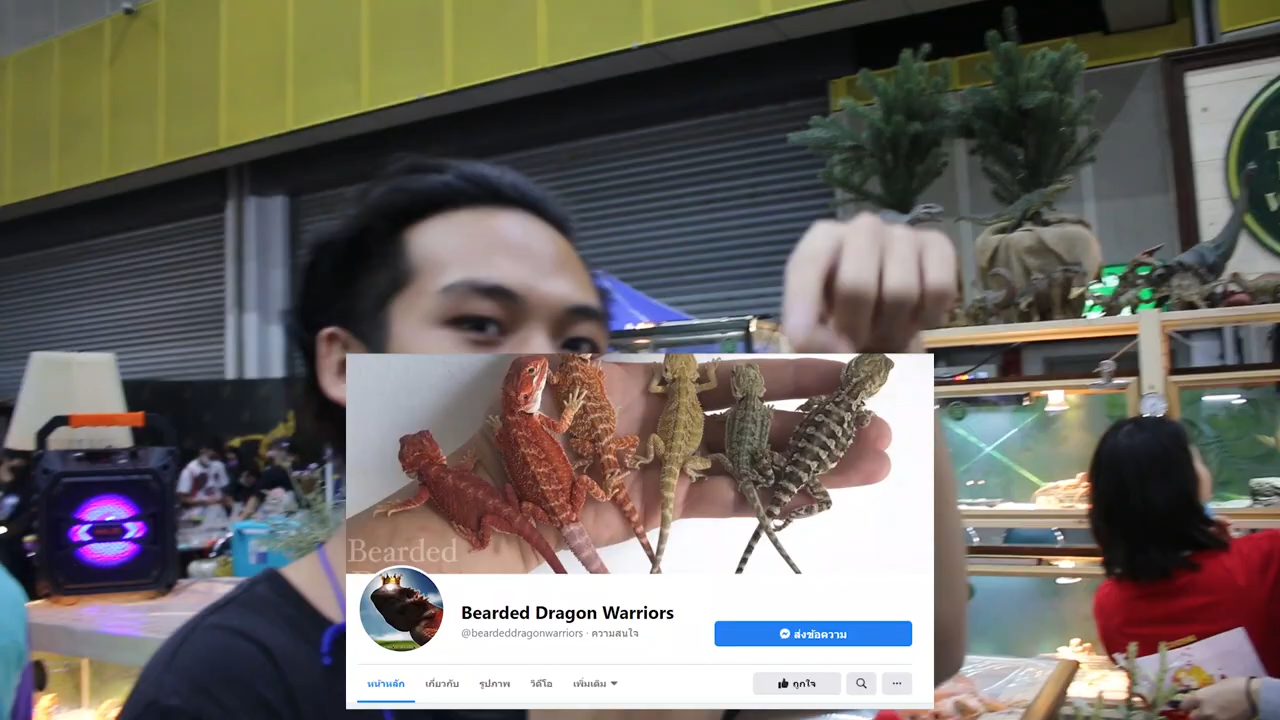 Bearded
Bearded Dragon Warriors
@beardeddragonwarriors · ความสนใจ
ส่งข้อความ
หน้าหลัก เกี่ยวกับ รูปภาพ วิดีโอ เพิ่มเติม
ถูกใจ